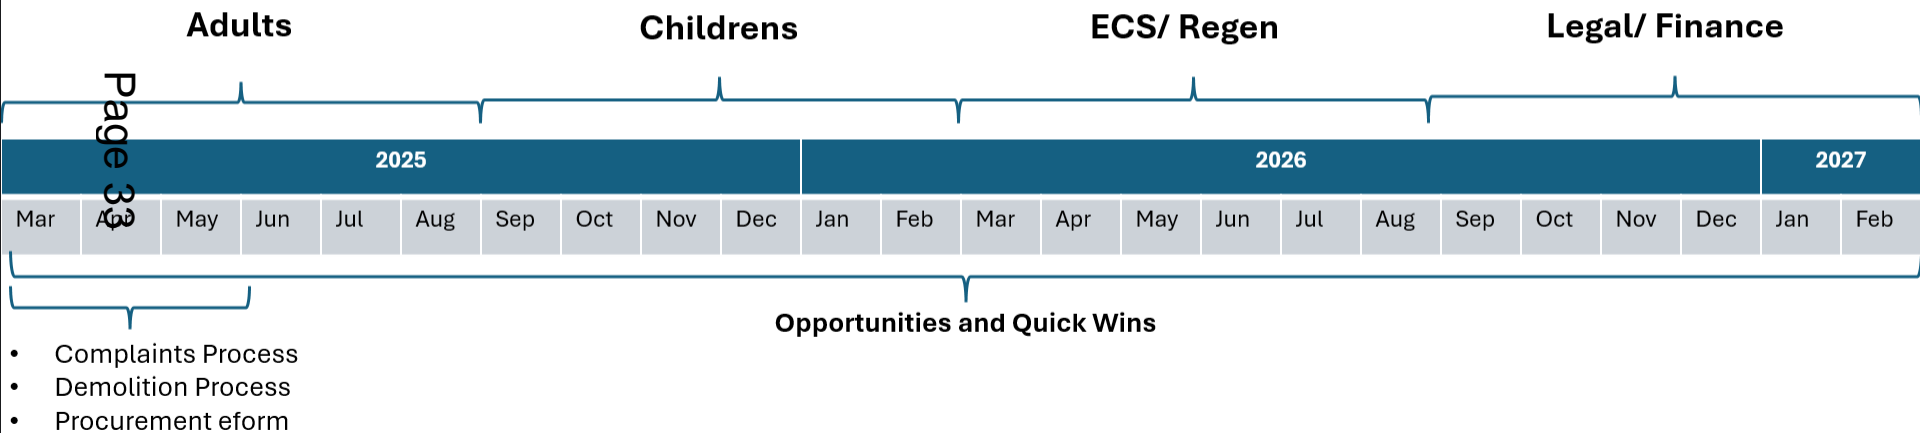 Adults Childrens ECS/ Regen Legal/ Finance
Page 33
2025 2026 2027
Mar Apr May Jun Jul Aug Sep Oct Nov Dec Jan Feb Mar Apr May Jun Jul Aug Sep Oct Nov Dec Jan Feb
Opportunities and Quick Wins
• Complaints Process
• Demolition Process
• Procurement eform